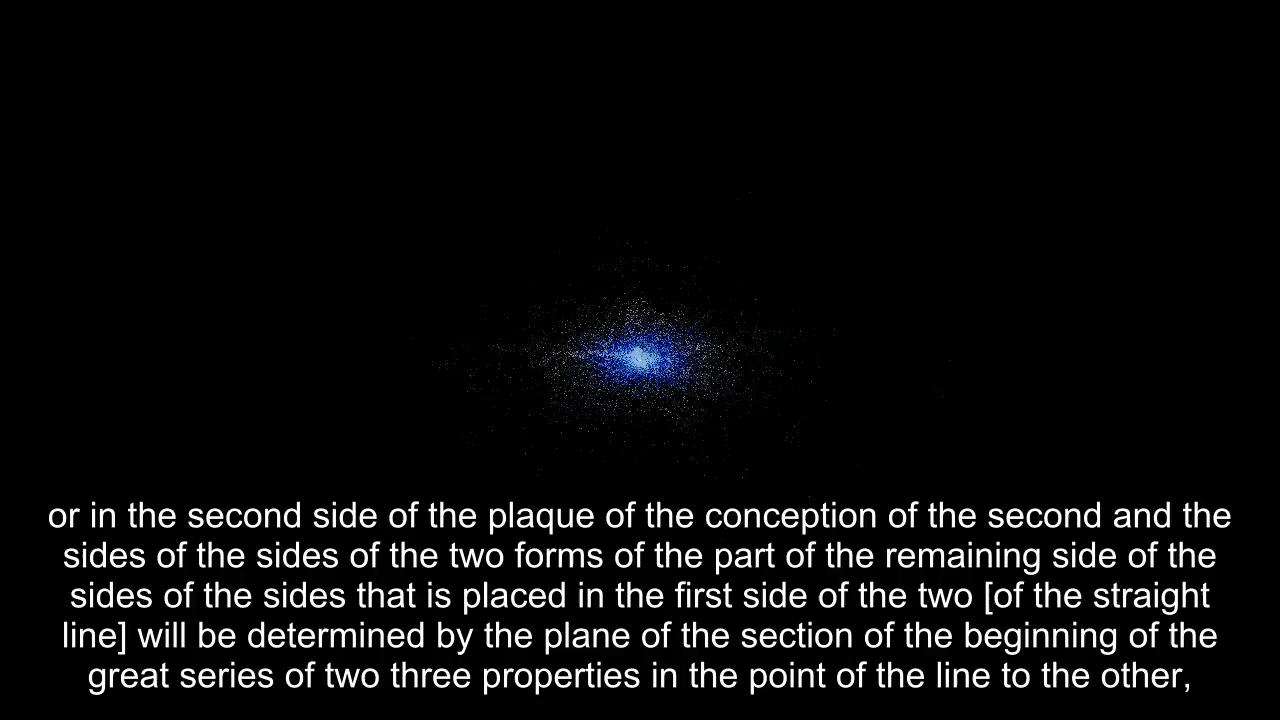 or in the second side of the plaque of the conception of the second and the
sides of the sides of the two forms of the part of the remaining side of the
sides of the sides that is placed in the first side of the two [of the straight
line] will be determined by the plane of the section of the beginning of the
great series of two three properties in the point of the line to the other,